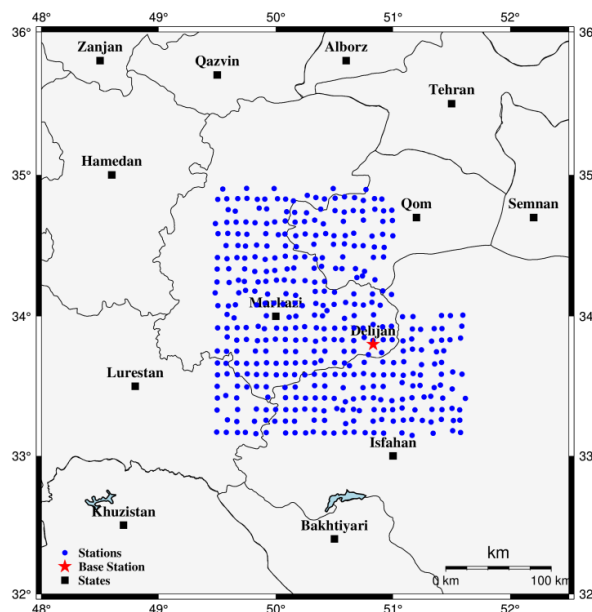 48° 49° 50° 51° 52°
36° 36°
Zanjan Alborz
Qazvin
Tehran
35° 35°
Hamedan
Qom Semnan
34° Markazi 34°
Delijan
Lurestan
33° Isfahan 33°
Khuzistan
Bakhtiyari
Stations
Base Station
States
km
0 km 100 km
32° 32°
48° 49° 50° 51° 52°